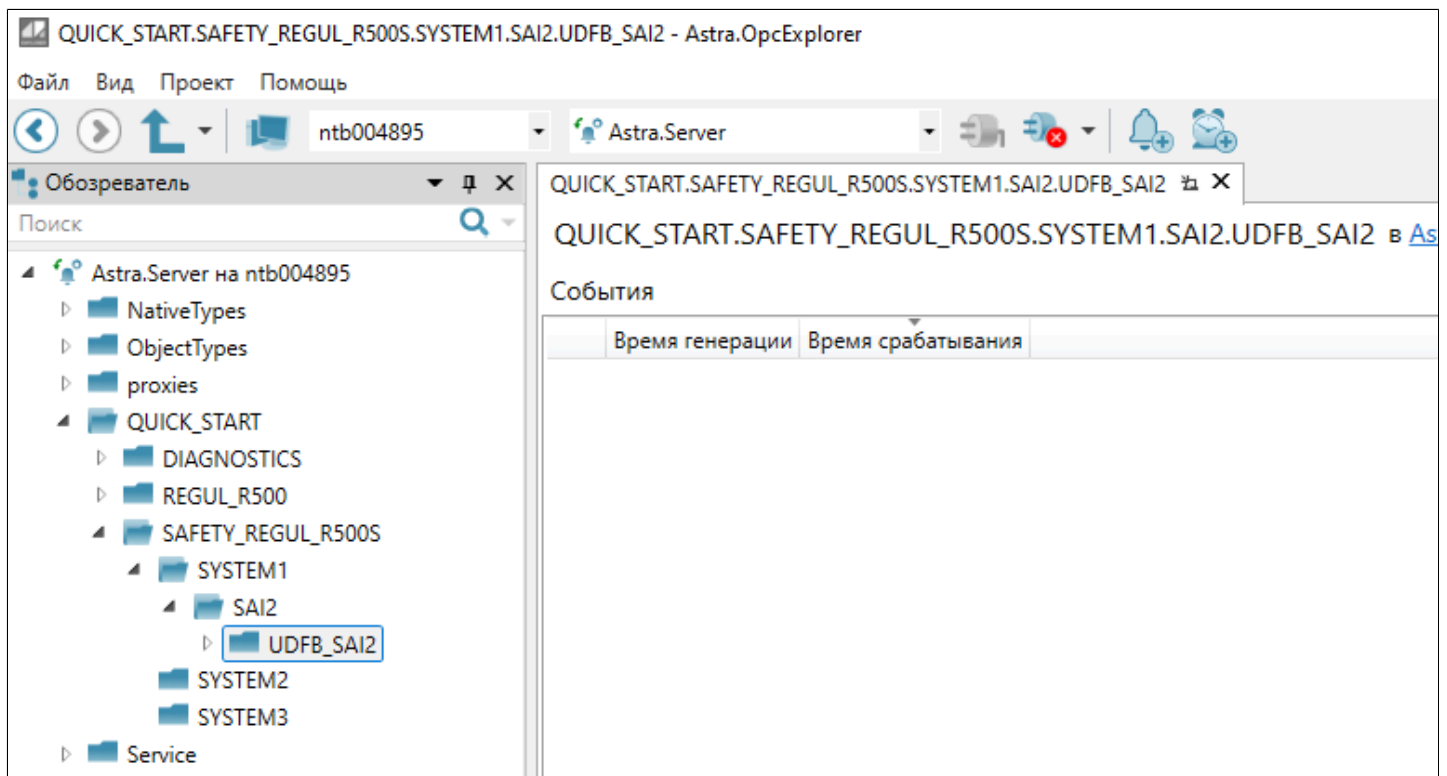 QUICK_START.SAFETY_REGUL_R500S.SYSTEM1.SAI2.UDFB_SAI2 - Astra.OpcExplorer
Файл Вид Проект Помощь
ntb004895 Astra.Server
Обозреватель
Поиск
Astra.Server на ntb004895
NativeTypes
ObjectTypes
proxies
QUICK_START
DIAGNOSTICS
REGUL_R500
SAFETY_REGUL_R500S
SYSTEM1
SAI2
UDFB_SAI2
SYSTEM2
SYSTEM3
Service
QUICK_START.SAFETY_REGUL_R500S.SYSTEM1.SAI2.UDFB_SAI2
QUICK_START.SAFETY_REGUL_R500S.SYSTEM1.SAI2.UDFB_SAI2 в As
События
Время генерации Время срабатывания